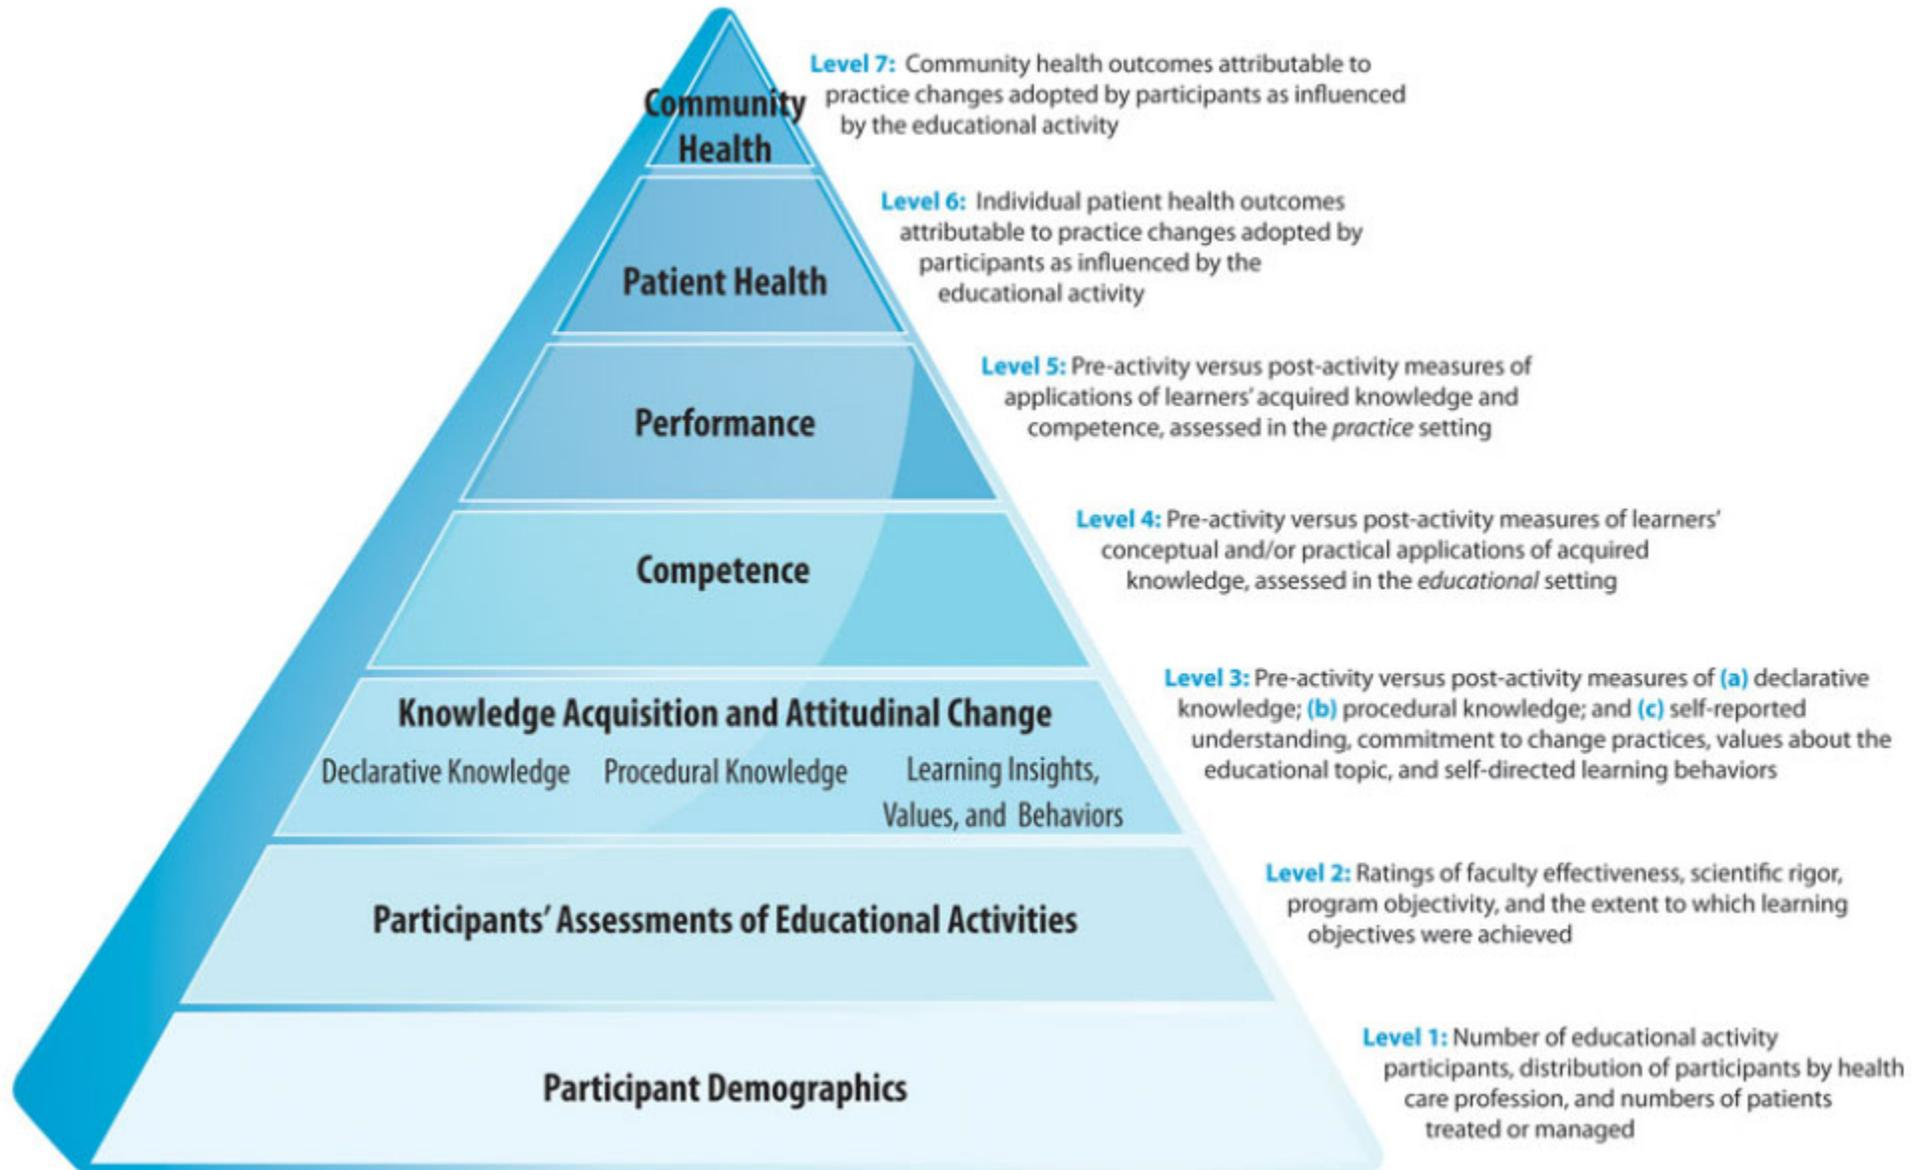 Community
Health
Level 7: Community health outcomes attributable to
practice changes adopted by participants as influenced
by the educational activity
Patient Health
Level 6: Individual patient health outcomes
attributable to practice changes adopted by
participants as influenced by the
educational activity
Performance
Level 5: Pre-activity versus post-activity measures of
applications of learners' acquired knowledge and
competence, assessed in the practice setting
Competence
Level 4: Pre-activity versus post-activity measures of learners'
conceptual and/or practical applications of acquired
knowledge, assessed in the educational setting
Knowledge Acquisition and Attitudinal Change
Declarative Knowledge
Procedural Knowledge
Learning Insights,
Values, and Behaviors
Level 3: Pre-activity versus post-activity measures of (a) declarative
knowledge; (b) procedural knowledge; and (c) self-reported
understanding, commitment to change practices, values about the
educational topic, and self-directed learning behaviors
Participants' Assessments of Educational Activities
Level 2: Ratings of faculty effectiveness, scientific rigor,
program objectivity, and the extent to which learning
objectives were achieved
Participant Demographics
Level 1: Number of educational activity
participants, distribution of participants by health
care profession, and numbers of patients
treated or managed